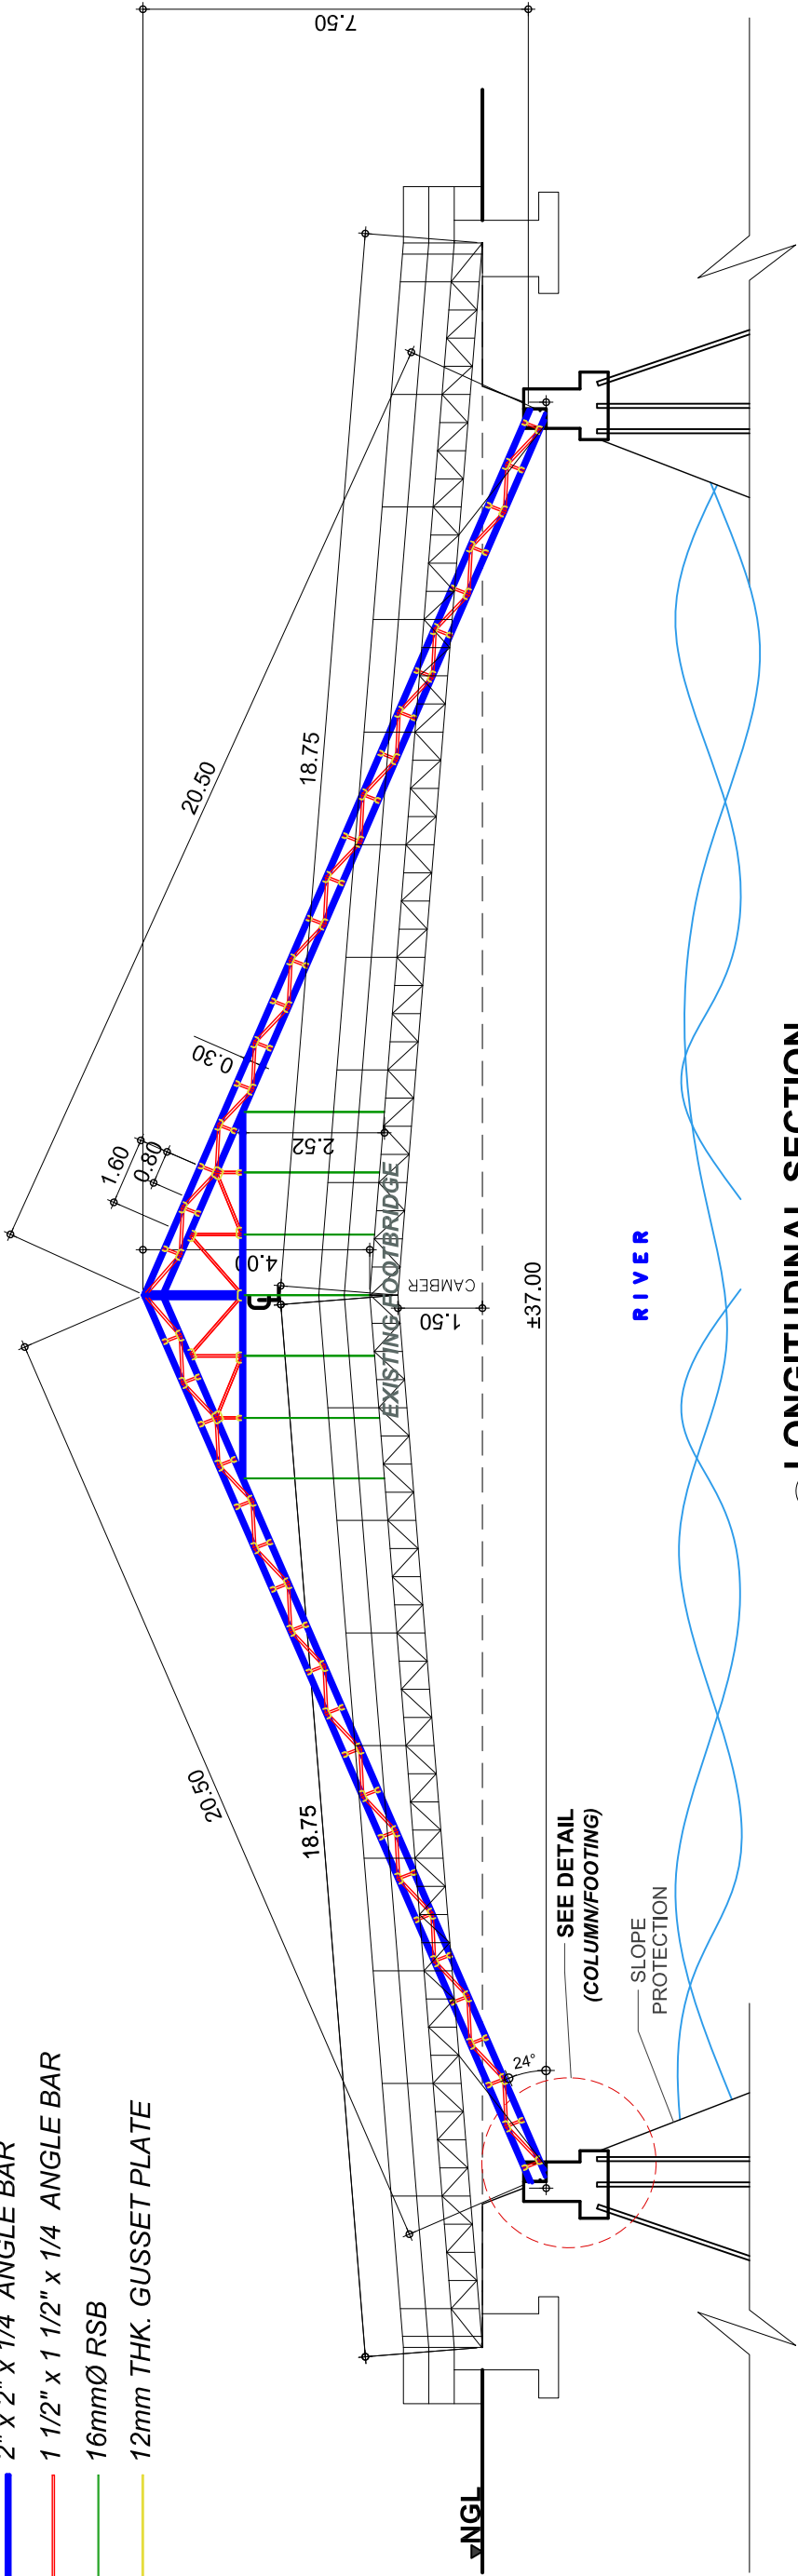 2" x 2" x 1/4" ANGLE BAR
1 1/2" x 1 1/2" x 1/4 ANGLE BAR
16mmØ RSB
12mm THK. GUSSET PLATE
20.50
20.50
7.50
1.60
0.80
0.30
18.75
18.75
4.00
2.52
EXISTING FOOTBRIDGE
CAMBER
1.50
±37.00
24°
NGL
SEE DETAIL
(COLUMN/FOOTING)
SLOPE
PROTECTION
RIVER
LONGITUDINAL SECTION